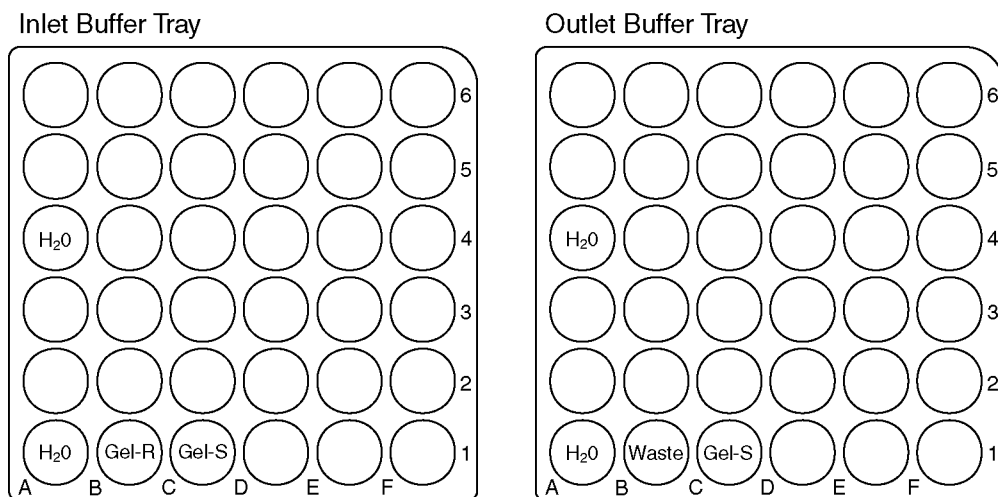 Inlet Buffer Tray
6
5
H₂0 4
3
2
H₂0 Gel-R Gel-S 1
A B C D E F
Outlet Buffer Tray
6
5
H₂0 4
3
2
H₂0 Waste Gel-S 1
A B C D E F